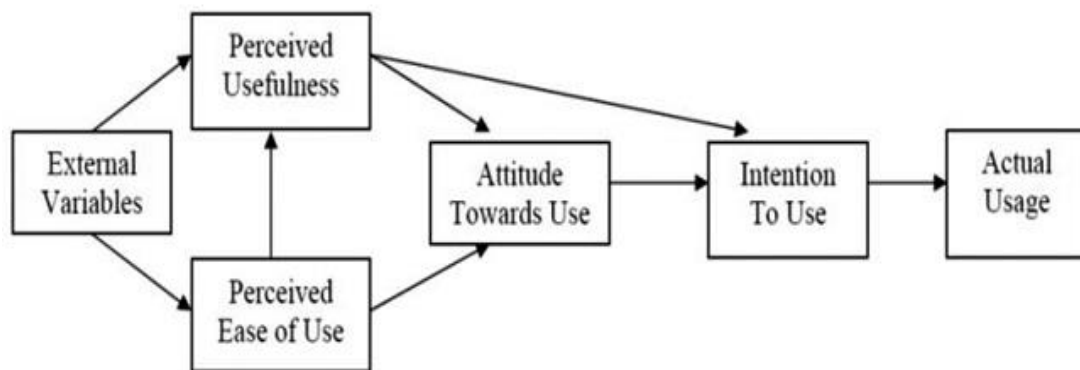 Perceived
Usefulness
External
Variables
Perceived
Ease of Use
Attitude
Towards Use
Intention
To Use
Actual
Usage